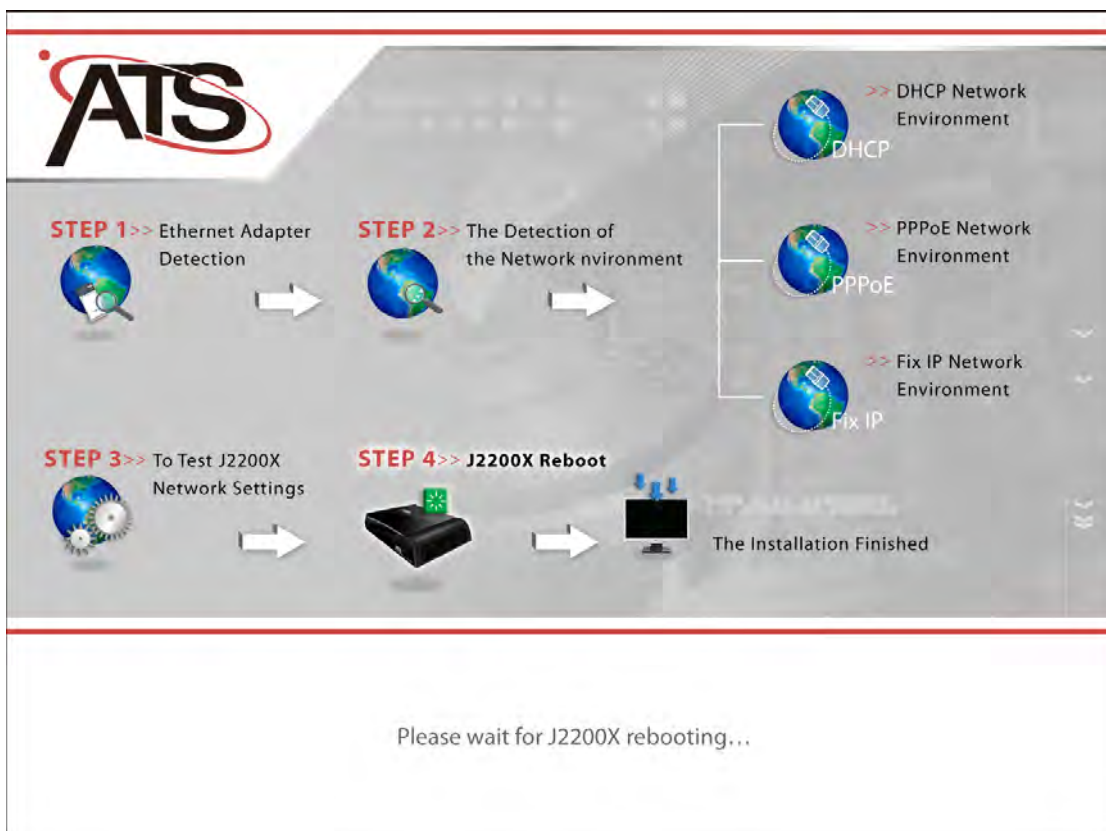 ATS
>> DHCP Network
Environment
DHCP
STEP 1>> Ethernet Adapter
Detection
STEP 2>> The Detection of
the Network nvironment
>> PPPoE Network
Environment
PPPoE
>> Fix IP Network
Environment
Fix IP
STEP 3>> To Test J2200X
Network Settings
STEP 4>> J2200X Reboot
The Installation Finished
Please wait for J2200X rebooting...